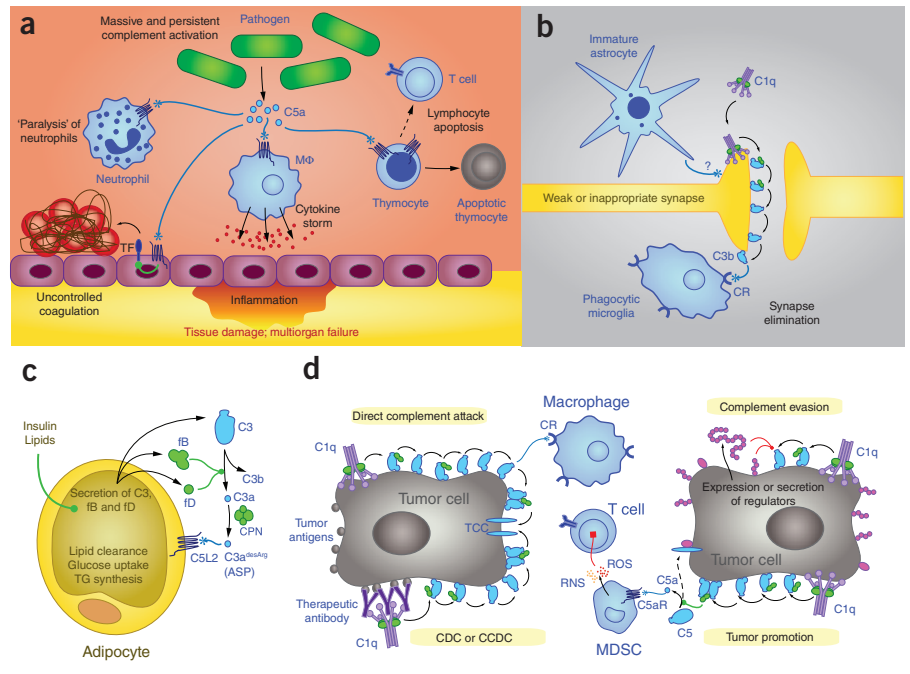 a
Massive and persistent
complement activation
Pathogen
C5a
T cell
Lymphocyte
apoptosis
'Paralysis' of
neutrophils
Neutrophil
MΦ
Cytokine
storm
Thymocyte
Apoptotic
thymocyte
TF
Uncontrolled
coagulation
Inflammation
Tissue damage; multiorgan failure
b
Immature
astrocyte
C1q
?
Weak or inappropriate synapse
C3b
CR
Phagocytic
microglia
Synapse
elimination
c
Insulin
Lipids
fB
C3
C3b
fD
C3a
CPN
Secretion of C3,
fB and fD
Lipid clearance
Glucose uptake
TG synthesis
C5L2
C3adesArg
(ASP)
Adipocyte
d
Direct complement attack
Macrophage
CR
C1q
Tumor cell
TCC
Tumor
antigens
Therapeutic
antibody
C1q
CDC or CCDC
T cell
ROS
RNS
C5a
C5aR
MDSC
C5
Complement evasion
C1q
Expression or secretion
of regulators
Tumor cell
C1q
Tumor promotion